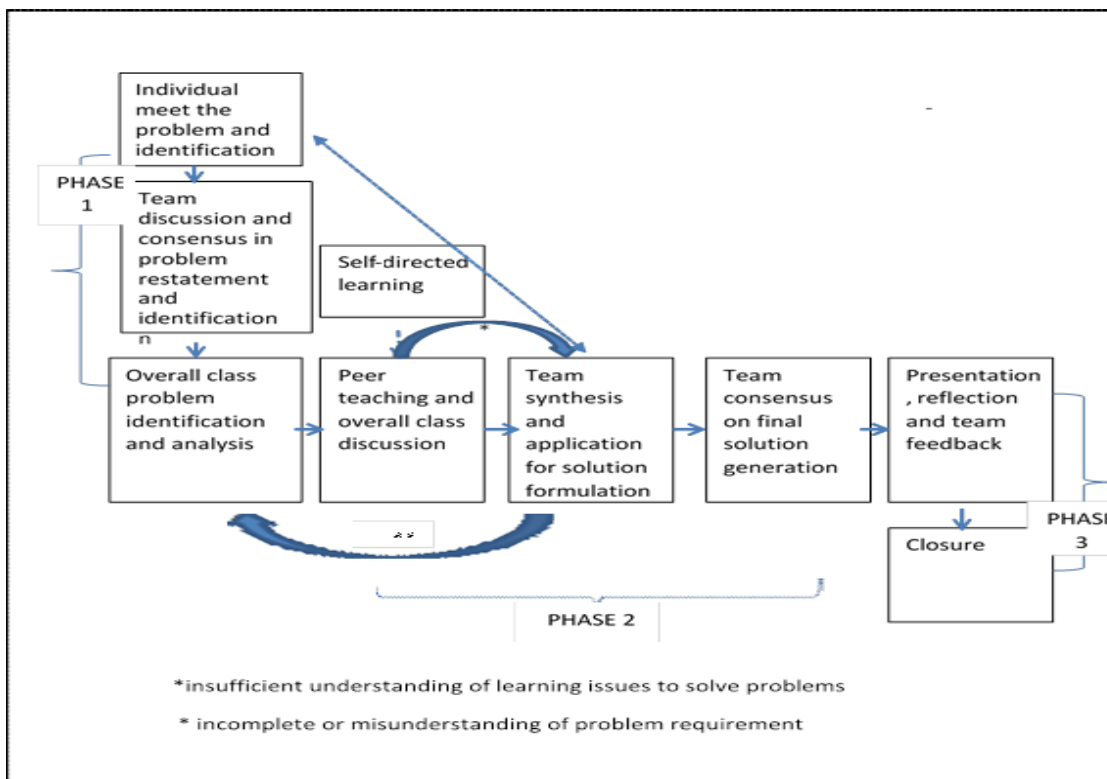 Individual
meet the
problem and
identification
PHASE
1
Team
discussion and
consensus in
problem
restatement
and
identification
n
Self-directed
learning
*
Overall class
problem
identification
and analysis
Peer
teaching and
overall class
discussion
Team
synthesis
and
application
for solution
formulation
Team
consensus
on final
solution
generation
Presentation
, reflection
and team
feedback
Closure
PHASE
3
PHASE 2
*insufficient understanding of learning issues to solve problems
* incomplete or misunderstanding of problem requirement